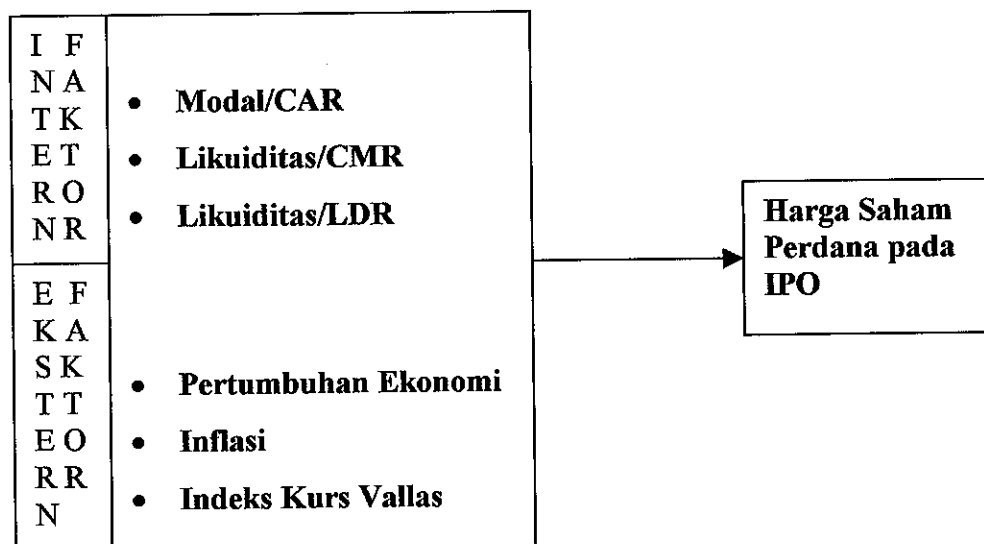 I F
N A
T K
E T
R O
N R
• Modal/CAR
• Likuiditas/CMR
• Likuiditas/LDR
E F
K A
S K
T T
E O
R R
N
• Pertumbuhan Ekonomi
• Inflasi
• Indeks Kurs Vallas
Harga Saham
Perdana pada
IPO